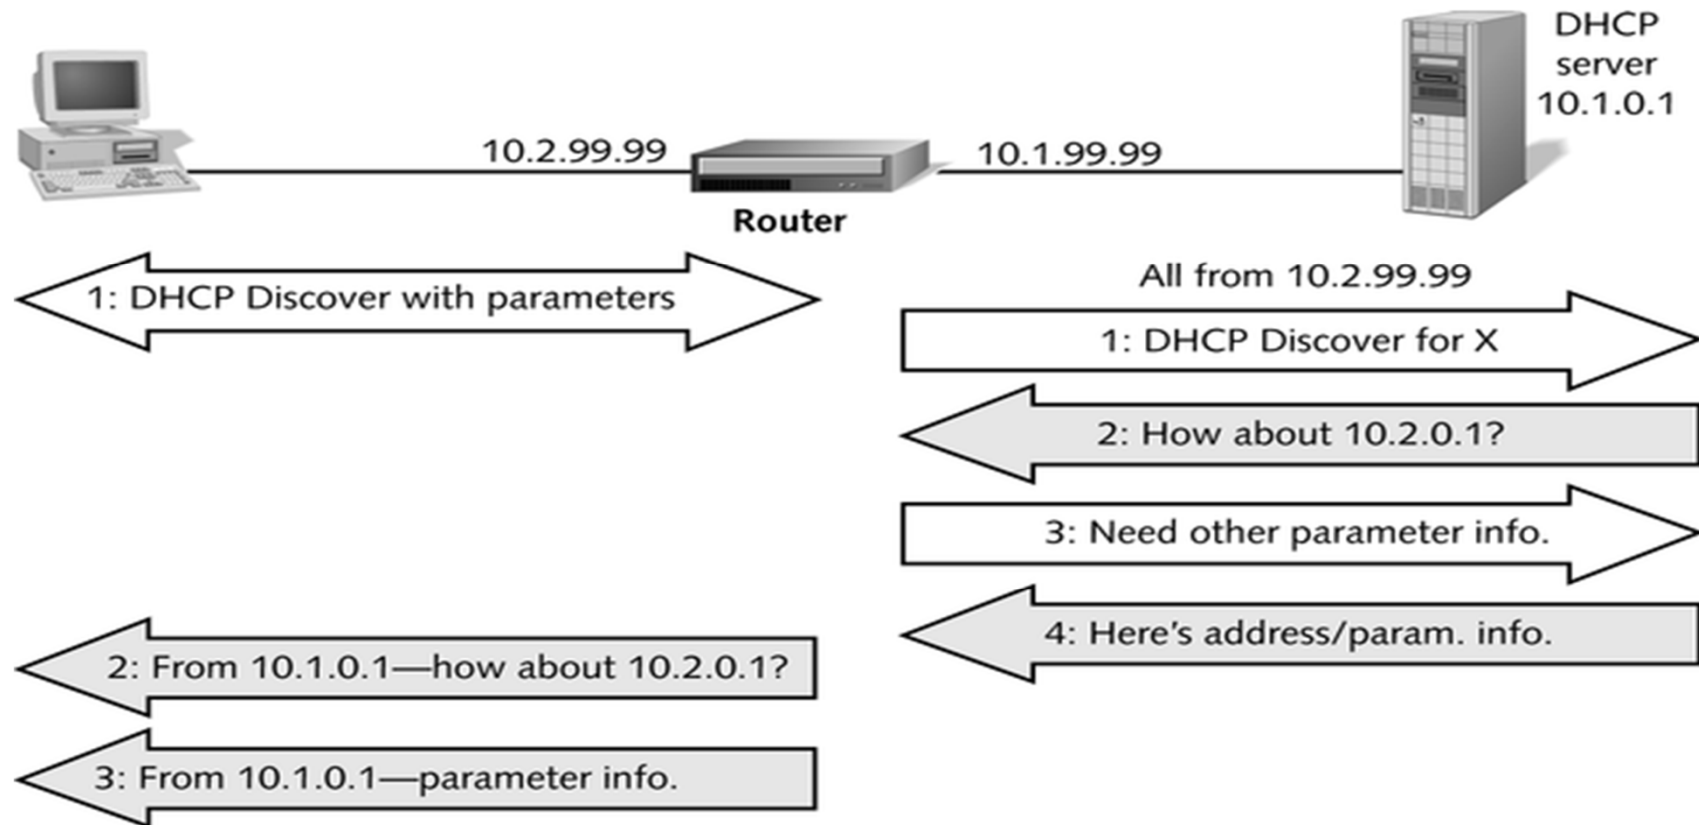 DHCP
server
10.1.0.1
10.2.99.99
10.1.99.99
Router
1: DHCP Discover with parameters
All from 10.2.99.99
1: DHCP Discover for X
2: How about 10.2.0.1?
3: Need other parameter info.
4: Here's address/param. info.
2: From 10.1.0.1—how about 10.2.0.1?
3: From 10.1.0.1—parameter info.